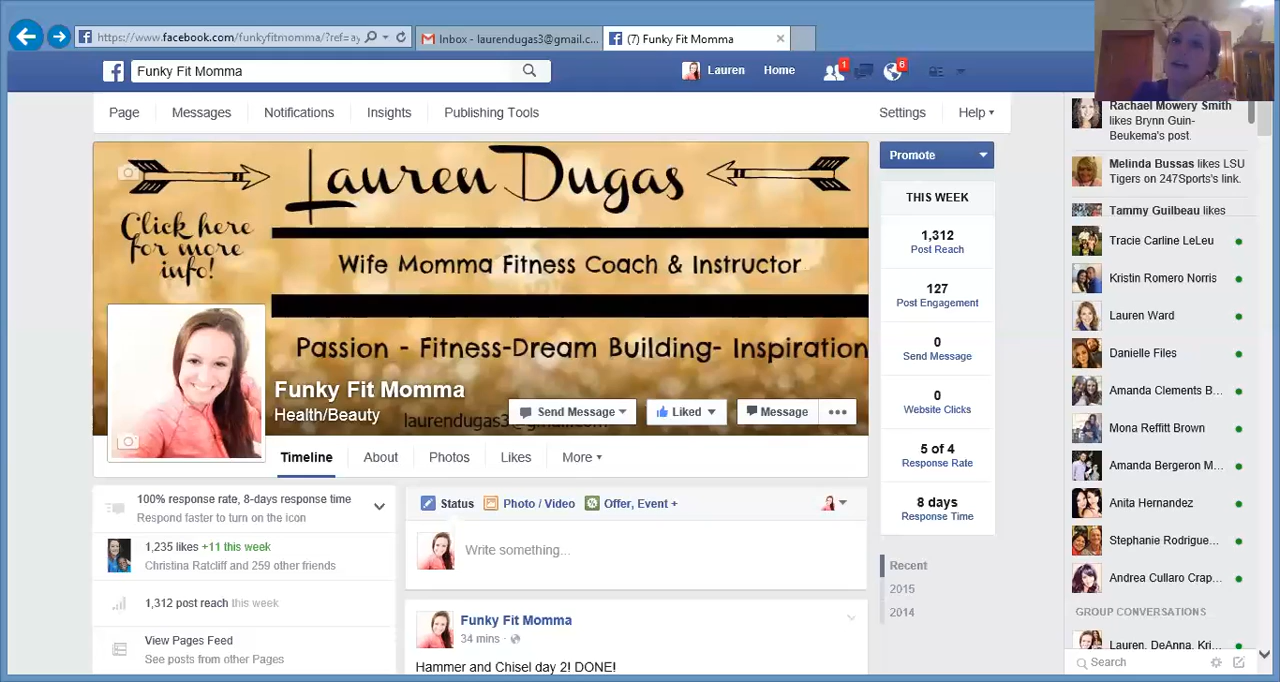 https://www.facebook.com/funkyfitmomma/?ref=ay
Inbox - laurendugas3@gmail.c...
(7) Funky Fit Momma
Funky Fit Momma
Lauren
Home
1
6
Page
Messages
Notifications
Insights
Publishing Tools
Settings
Help
Lauren Dugas
Click here
for more
info!
Wife Momma Fitness Coach & Instructor
Passion - Fitness-Dream Building- Inspiration
Funky Fit Momma
Health/Beauty
laurendugas3@gmail.com
Send Message
Liked
Message
Timeline
About
Photos
Likes
More
100% response rate, 8-days response time
Respond faster to turn on the icon
1,235 likes +11 this week
Christina Ratcliff and 259 other friends
1,312 post reach this week
View Pages Feed
See posts from other Pages
Status
Photo / Video
Offer, Event +
Write something...
Funky Fit Momma
34 mins
Hammer and Chisel day 2! DONE!
Promote
THIS WEEK
1,312
Post Reach
127
Post Engagement
0
Send Message
0
Website Clicks
5 of 4
Response Rate
8 days
Response Time
Recent
2015
2014
Rachael Mowery Smith
likes Brynn Guin-
Beukema's post.
Melinda Bussas likes LSU
Tigers on 247Sports's link.
Tammy Guilbeau likes
Tracie Carline LeLeu
Kristin Romero Norris
Lauren Ward
Danielle Files
Amanda Clements B...
Mona Reffitt Brown
Amanda Bergeron M...
Anita Hernandez
Stephanie Rodrigue...
Andrea Cullaro Crap...
GROUP CONVERSATIONS
Lauren, DeAnna, Kri...
Search